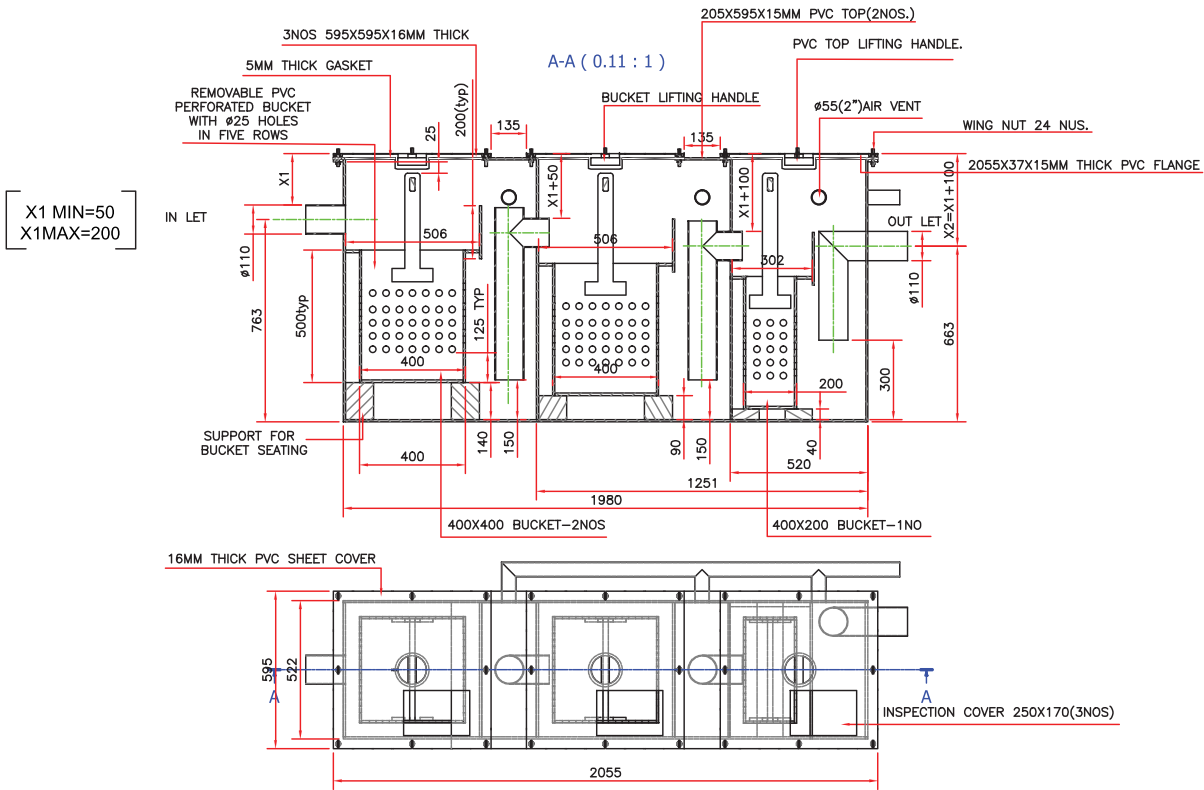 205X595X15MM PVC TOP(2NOS.)
3NOS 595X595X16MM THICK
PVC TOP LIFTING HANDLE.
A-A ( 0.11 : 1 )
5MM THICK GASKET
REMOVABLE PVC
PERFORATED BUCKET
WITH ø25 HOLES
IN FIVE ROWS
BUCKET LIFTING HANDLE
ø55(2")AIR VENT
WING NUT 24 NUS.
200(typ)
25
135
135
2055X37X15MM THICK PVC FLANGE
X1
X1+50
X1+100
X2=X1+100
X1 MIN=50
X1MAX=200
IN LET
OUT LET
506
506
302
ø110
ø110
763
500typ
125 TYP
663
300
400
400
200
SUPPORT FOR
BUCKET SEATING
140
150
90
150
40
400
520
1251
1980
400X400 BUCKET-2NOS
400X200 BUCKET-1NO
16MM THICK PVC SHEET COVER
595
522
A
A
INSPECTION COVER 250X170(3NOS)
2055